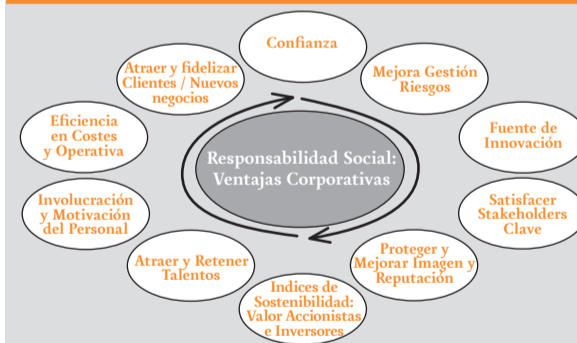 Confianza
Mejora Gestión
Riesgos
Fuente de
Innovación
Satisfacer
Stakeholders
Clave
Proteger y
Mejorar Imagen y
Reputación
Indices de
Sostenibilidad:
Valor Accionistas
e Inversores
Atraer y Retener
Talentos
Involucración
y Motivación
del Personal
Eficiencia
en Costes
y Operativa
Atraer y fidelizar
Clientes / Nuevos
negocios
Responsabilidad Social:
Ventajas Corporativas